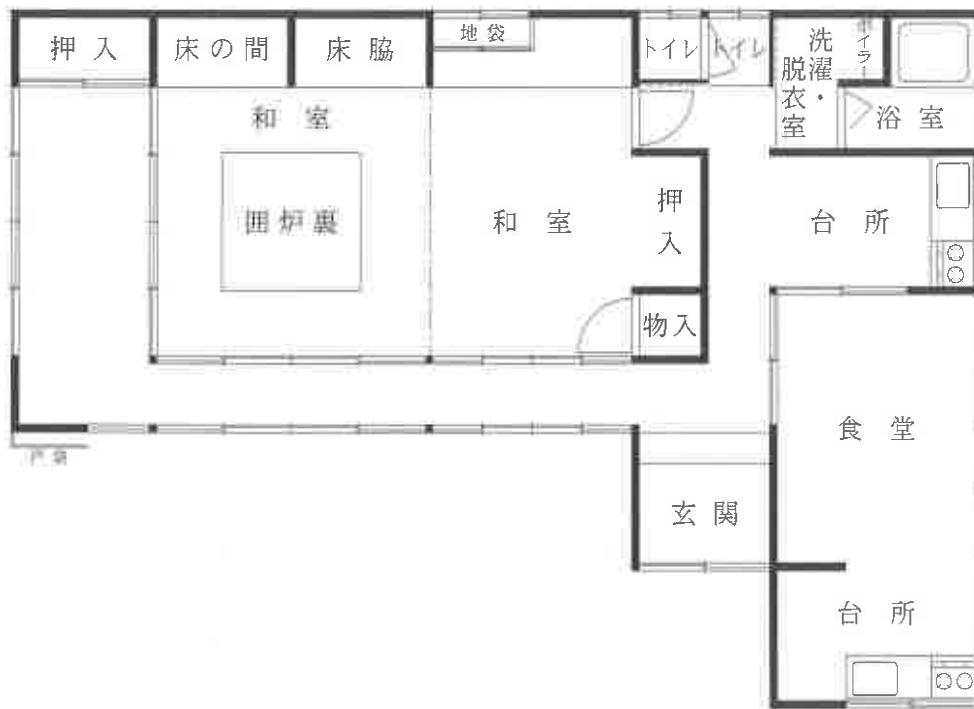 押入
床の間
床脇
地袋
トイレ
トイレ
洗濯・
脱衣室
ボイラー
浴室
和室
囲炉裏
和室
押入
台所
物入
食堂
戸袋
玄関
台所